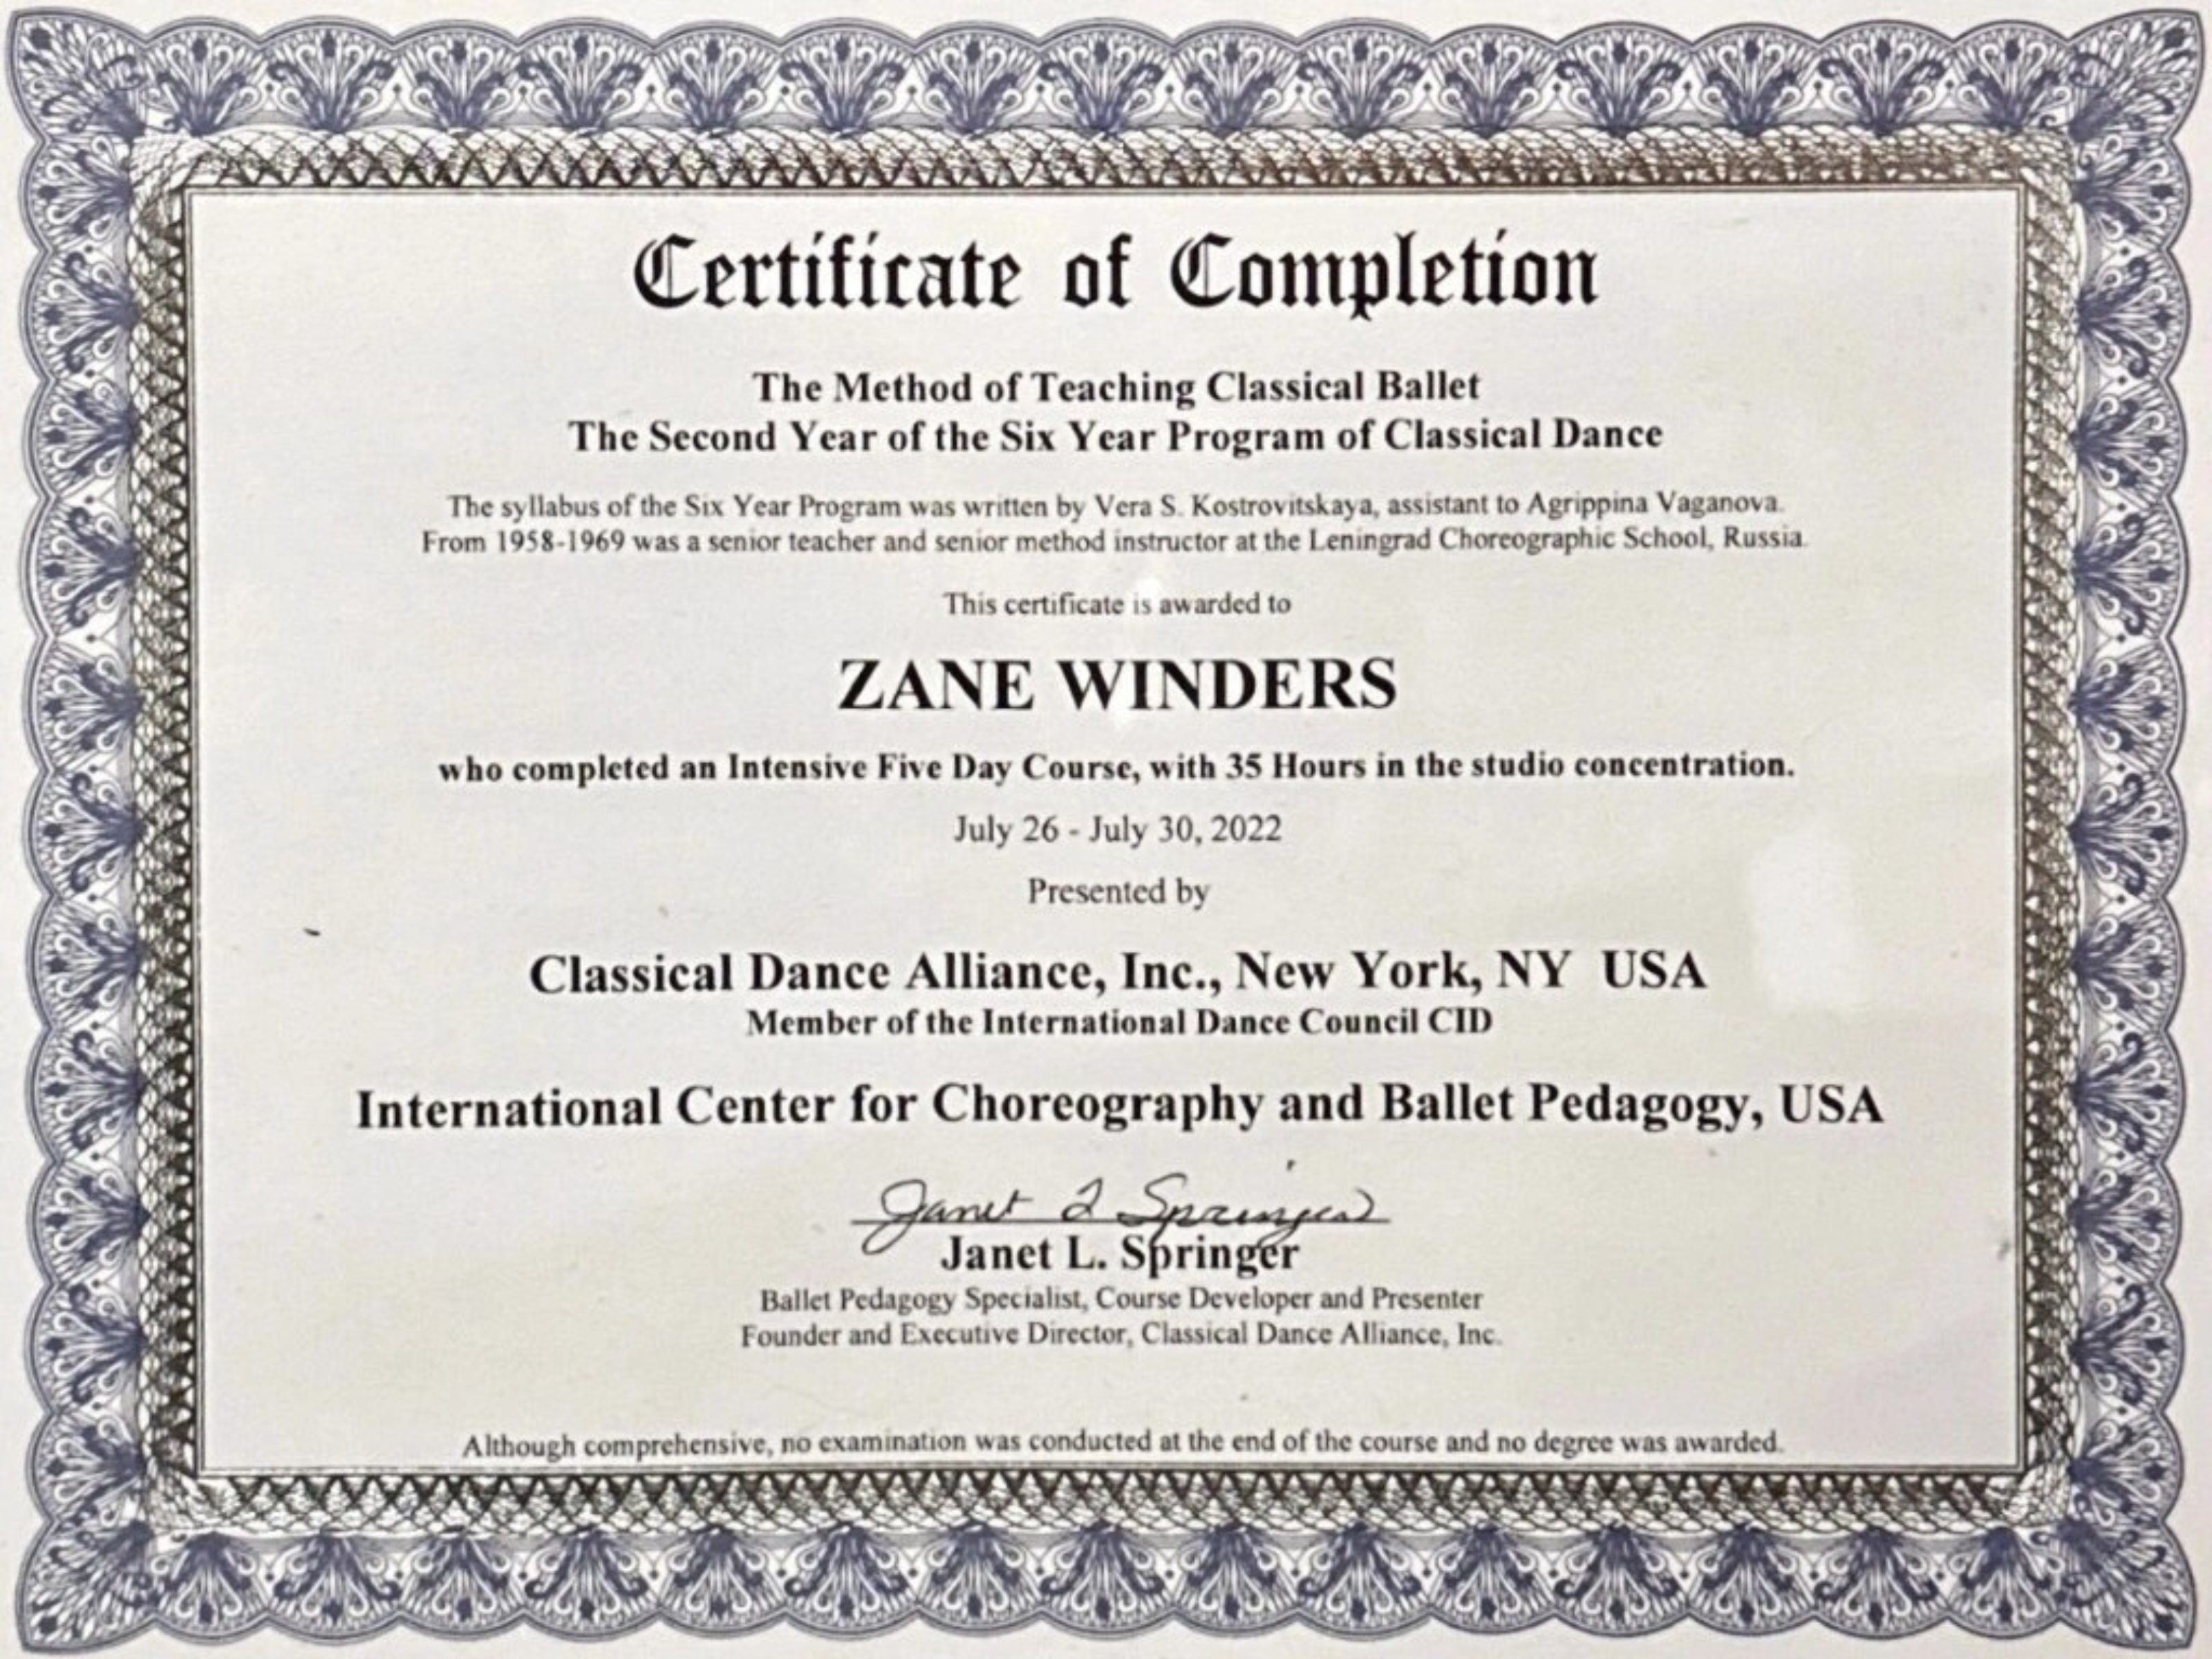 Certificate of Completion
The Method of Teaching Classical Ballet
The Second Year of the Six Year Program of Classical Dance
The syllabus of the Six Year Program was written by Vera S. Kostrovitskaya, assistant to Agrippina Vaganova.
From 1958-1969 was a senior teacher and senior method instructor at the Leningrad Choreographic School, Russia.
This certificate is awarded to
ZANE WINDERS
who completed an Intensive Five Day Course, with 35 Hours in the studio concentration.
July 26 - July 30, 2022
Presented by
Classical Dance Alliance, Inc., New York, NY USA
Member of the International Dance Council CID
International Center for Choreography and Ballet Pedagogy, USA
Janet L Springer
Janet L. Springer
Ballet Pedagogy Specialist, Course Developer and Presenter
Founder and Executive Director, Classical Dance Alliance, Inc.
Although comprehensive, no examination was conducted at the end of the course and no degree was awarded.